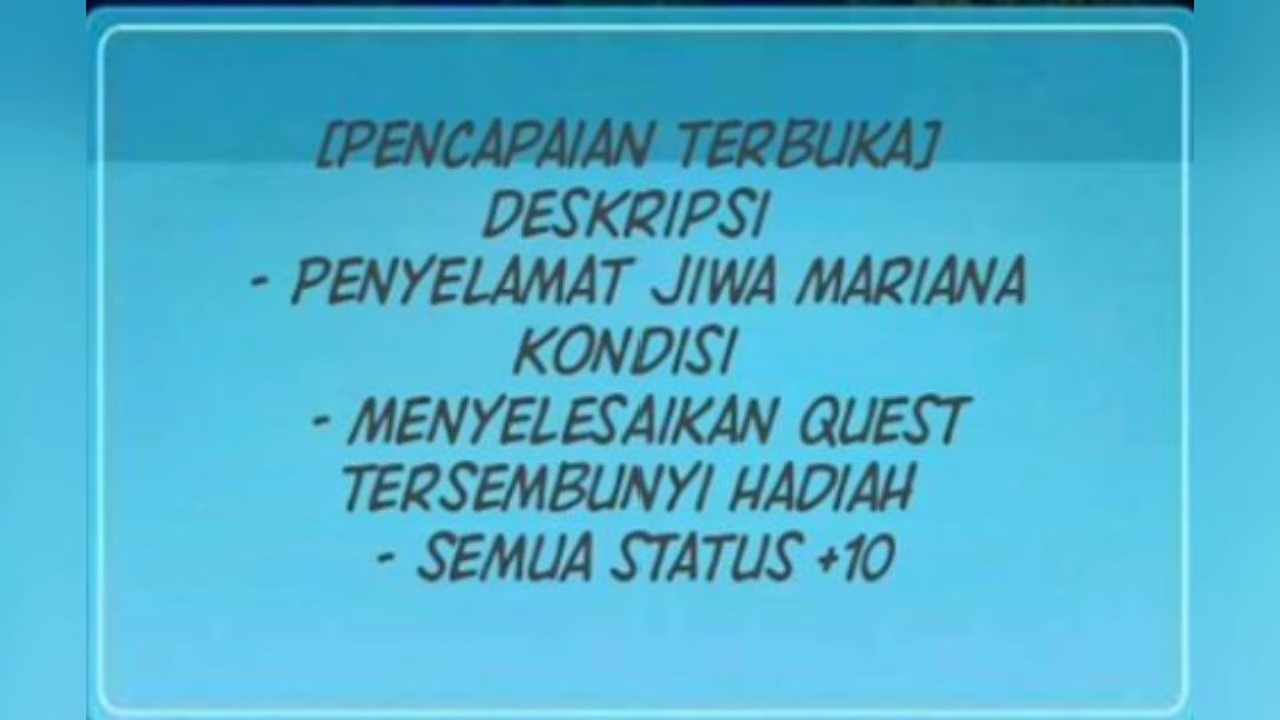 [PENCAPAIAN TERBUKA]
DESKRIPSI
- PENYELAMAT JIWA MARIANA
KONDISI
- MENYELESAIKAN QUEST
TERSEMBUNYI HADIAH
- SEMUA STATUS +10